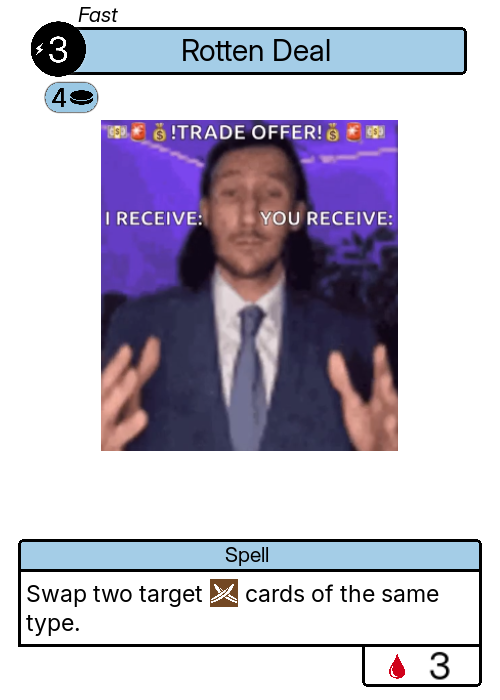 Fast
3
Rotten Deal
4
!TRADE OFFER!
I RECEIVE:
YOU RECEIVE:
Spell
Swap two target cards of the same
type.
3